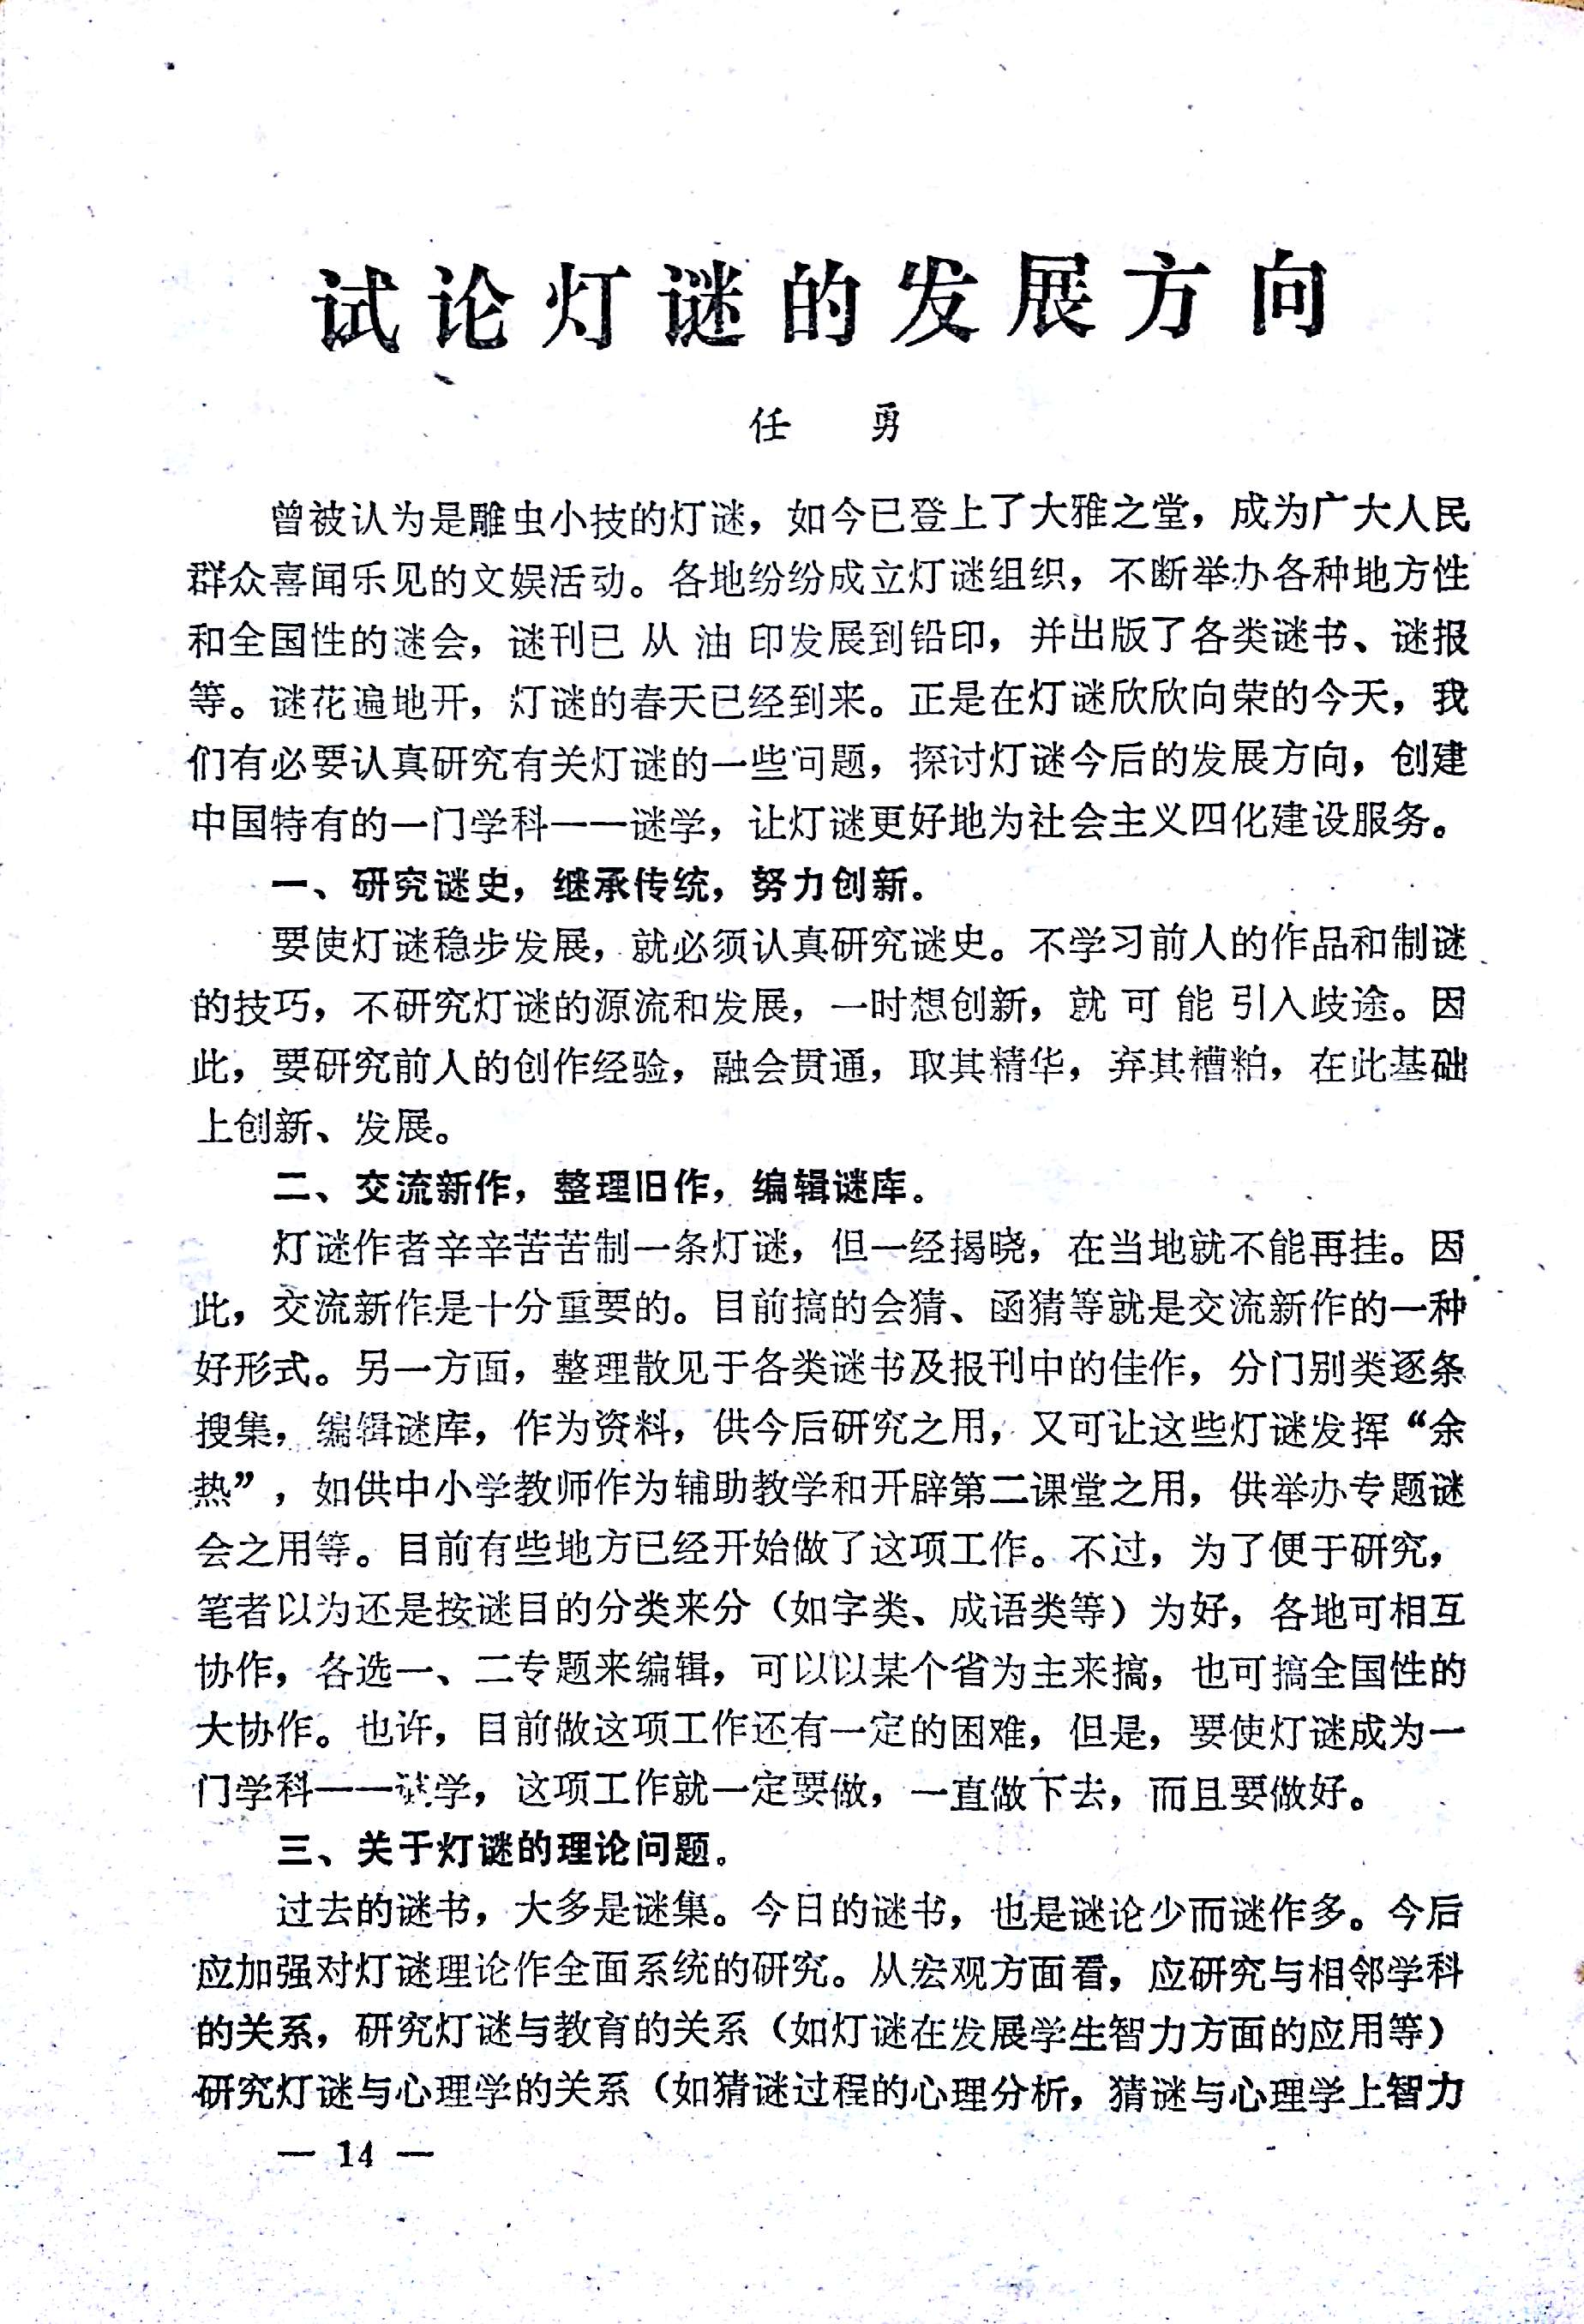 试论灯谜的发展方向
任 勇
曾被认为是雕虫小技的灯谜，如今已登上了大雅之堂，成为广大人民
群众喜闻乐见的文娱活动。各地纷纷成立灯谜组织，不断举办各种地方性
和全国性的谜会，谜刊已从油印发展到铅印，并出版了各类谜书、谜报
等。谜花遍地开，灯谜的春天已经到来。正是在灯谜欣欣向荣的今天，我
们有必要认真研究有关灯谜的一些问题，探讨灯谜今后的发展方向，创建
中国特有的一门学科——谜学，让灯谜更好地为社会主义四化建设服务。
一、研究谜史，继承传统，努力创新。
要使灯谜稳步发展，就必须认真研究谜史。不学习前人的作品和制谜
的技巧，不研究灯谜的源流和发展，一时想创新，就可能引入歧途。因
此，要研究前人的创作经验，融会贯通，取其精华，弃其糟粕，在此基础
上创新、发展。
二、交流新作，整理旧作，编辑谜库。
灯谜作者辛辛苦苦制一条灯谜，但一经揭晓，在当地就不能再挂。因
此，交流新作是十分重要的。目前搞的会猜、函猜等就是交流新作的一种
好形式。另一方面，整理散见于各类谜书及报刊中的佳作，分门别类逐条
搜集，编辑谜库，作为资料，供今后研究之用，又可让这些灯谜发挥“余
热”，如供中小学教师作为辅助教学和开辟第二课堂之用，供举办专题谜
会之用等。目前有些地方已经开始做了这项工作。不过，为了便于研究，
笔者以为还是按谜目的分类来分（如字类、成语类等）为好，各地可相互
协作，各选一、二专题来编辑，可以以某个省为主来搞，也可搞全国性的
大协作。也许，目前做这项工作还有一定的困难，但是，要使灯谜成为一
门学科——谜学，这项工作就一定要做，一直做下去，而且要做好。
三、关于灯谜的理论问题。
过去的谜书，大多是谜集。今日的谜书，也是谜论少而谜作多。今后
应加强对灯谜理论作全面系统的研究。从宏观方面看，应研究与相邻学科
的关系，研究灯谜与教育的关系（如灯谜在发展学生智力方面的应用等）
研究灯谜与心理学的关系（如猜谜过程的心理分析，猜谜与心理学上智力
— 14 —